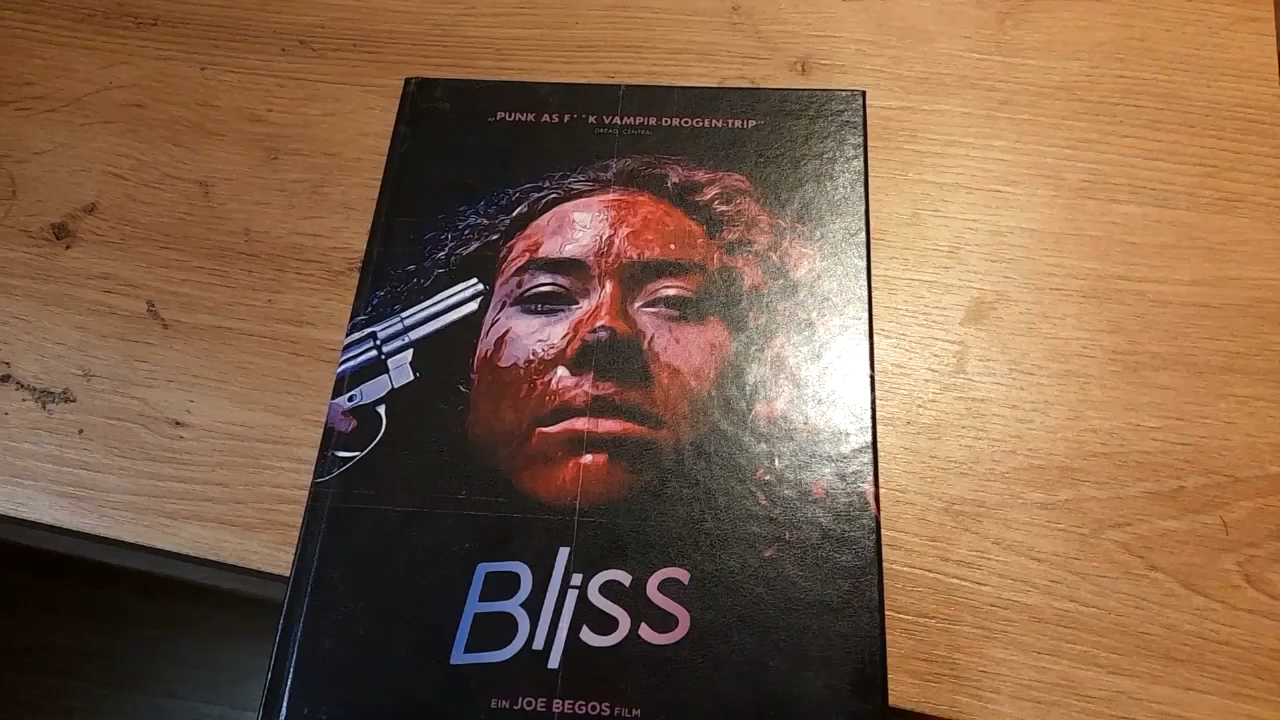 „PUNK AS F**K VAMPIR-DROGEN-TRIP“
DREAD CENTRAL
Bliss
EIN JOE BEGOS FILM